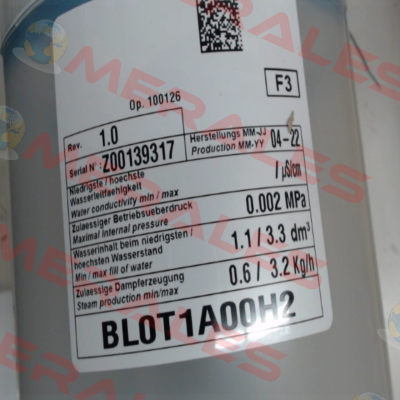 F3
Op. 100126
Rev. 1.0
Serial N°: Z00139317
Herstellungs MM-JJ
Production MM-YY 04-22
Niedrigste / hoechste
Wasserleitfaehigkeit
Water conductivity min / max / µS/cm
Zulaessiger Betriebsueberdruck
Maximal internal pressure 0.002 MPa
Wasserinhalt beim niedrigsten /
hoechsten Wasserstand
Min / max fill of water 1.1 / 3.3 dm³
Zulaessige Dampferzeugung
Steam production min/max 0.6 / 3.2 Kg/h
BL0T1A00H2
MERALES